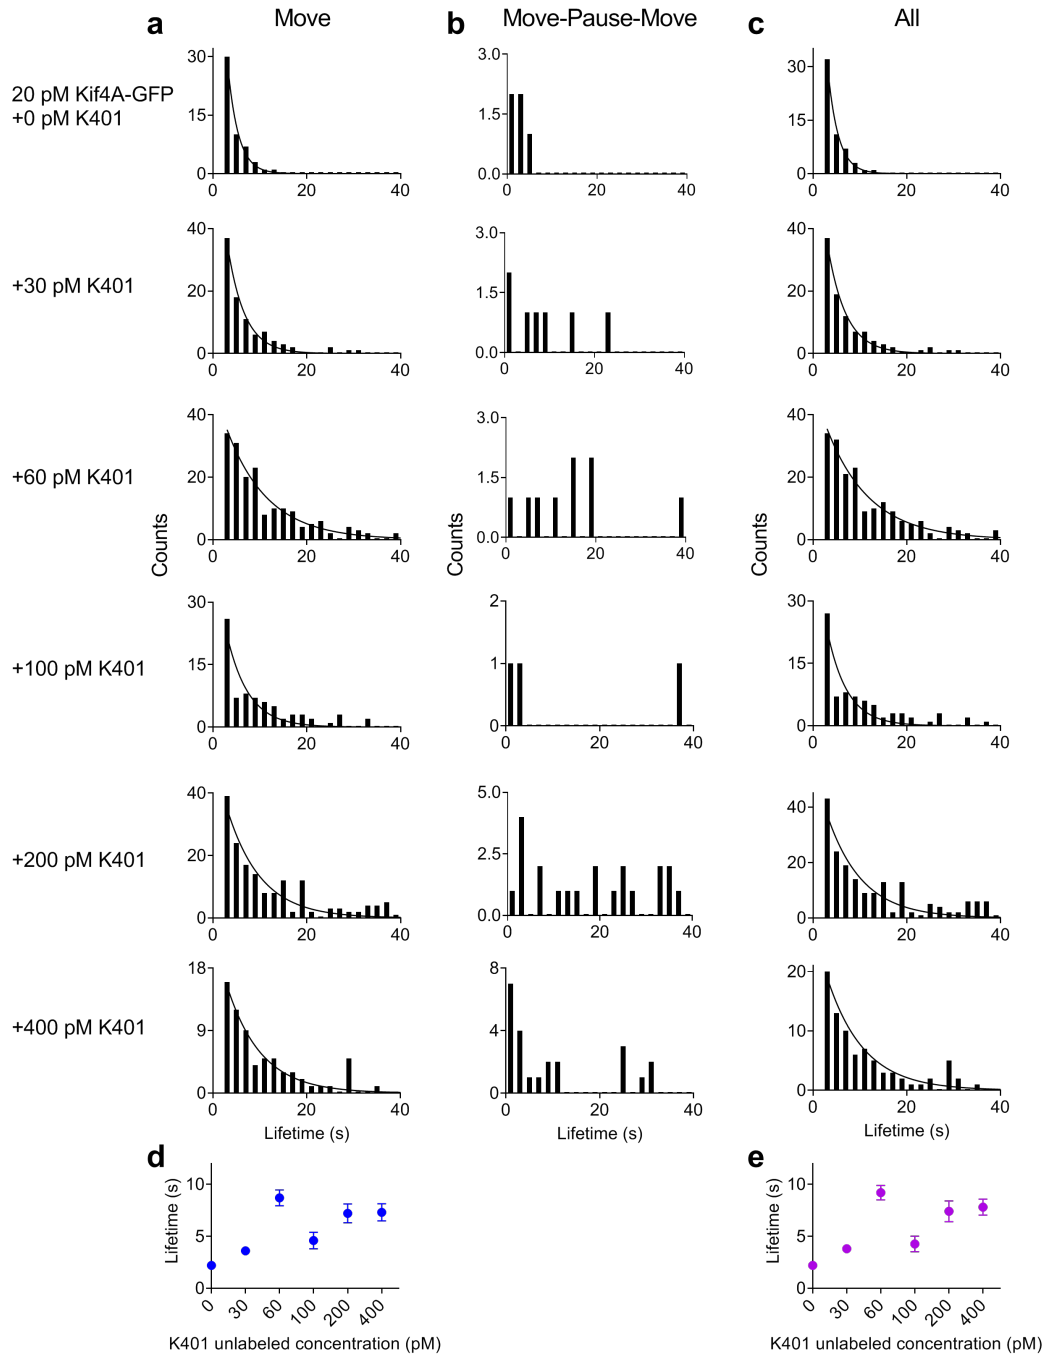 a Move b Move-Pause-Move c All
20 pM Kif4A-GFP
+0 pM K401
30
15
0
0 20 40
3.0
1.5
0.0
0 20 40
30
15
0
0 20 40
+30 pM K401
40
20
0
0 20 40
3.0
1.5
0.0
0 20 40
40
20
0
0 20 40
+60 pM K401
Counts
40
20
0
0 20 40
Counts
3.0
1.5
0.0
0 20 40
Counts
40
20
0
0 20 40
+100 pM K401
30
15
0
0 20 40
2
1
0
0 20 40
30
15
0
0 20 40
+200 pM K401
40
20
0
0 20 40
5.0
2.5
0.0
0 20 40
40
20
0
0 20 40
+400 pM K401
18
9
0
0 20 40
Lifetime (s)
8
4
0
0 20 40
Lifetime (s)
20
10
0
0 20 40
Lifetime (s)
d
Lifetime (s)
10
5
0
0 30 60 100 200 400
K401 unlabeled concentration (pM)
e
Lifetime (s)
10
5
0
0 30 60 100 200 400
K401 unlabeled concentration (pM)